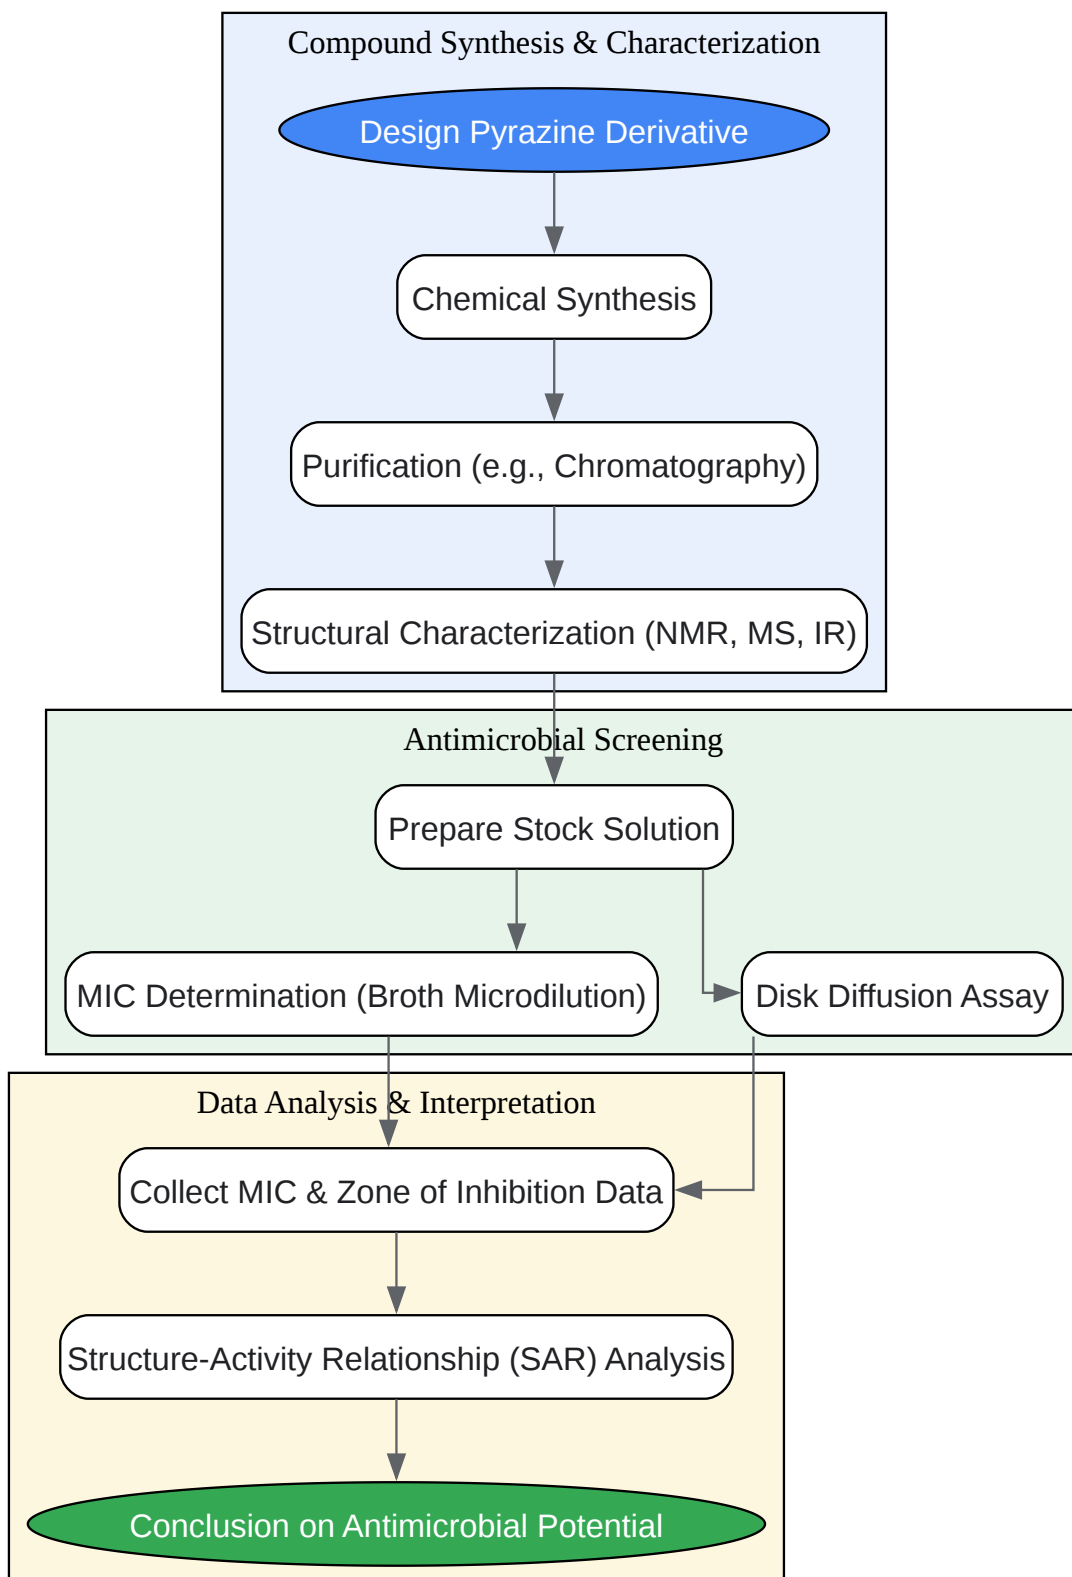 Compound Synthesis & Characterization
Design Pyrazine Derivative
Chemical Synthesis
Purification (e.g., Chromatography)
Structural Characterization (NMR, MS, IR)
Antimicrobial Screening
Prepare Stock Solution
MIC Determination (Broth Microdilution)
Disk Diffusion Assay
Data Analysis & Interpretation
Collect MIC & Zone of Inhibition Data
Structure-Activity Relationship (SAR) Analysis
Conclusion on Antimicrobial Potential